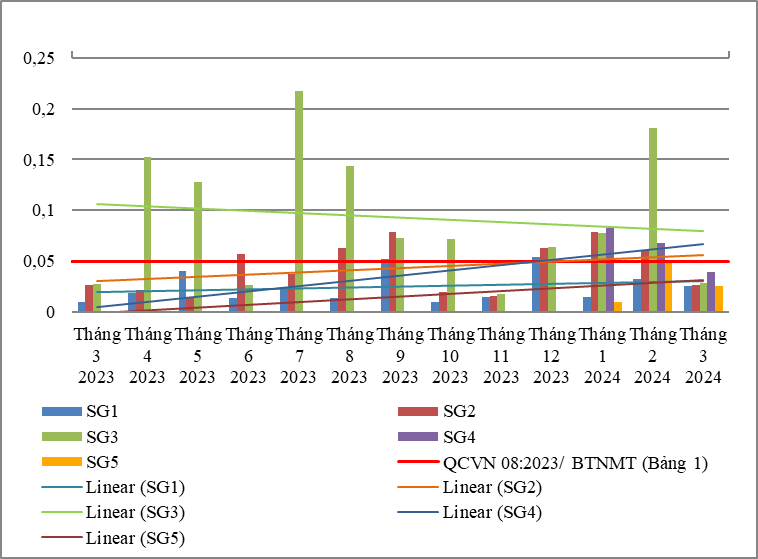 0,25
0,2
0,15
0,1
0,05
0
Tháng Tháng Tháng Tháng Tháng Tháng Tháng Tháng Tháng Tháng Tháng Tháng Tháng
3 4 5 6 7 8 9 10 11 12 1 2 3
2023 2023 2023 2023 2023 2023 2023 2023 2023 2023 2024 2024 2024
SG1 SG2
SG3 SG4
SG5 QCVN 08:2023/ BTNMT (Bảng 1)
Linear (SG1) Linear (SG2)
Linear (SG3) Linear (SG4)
Linear (SG5)